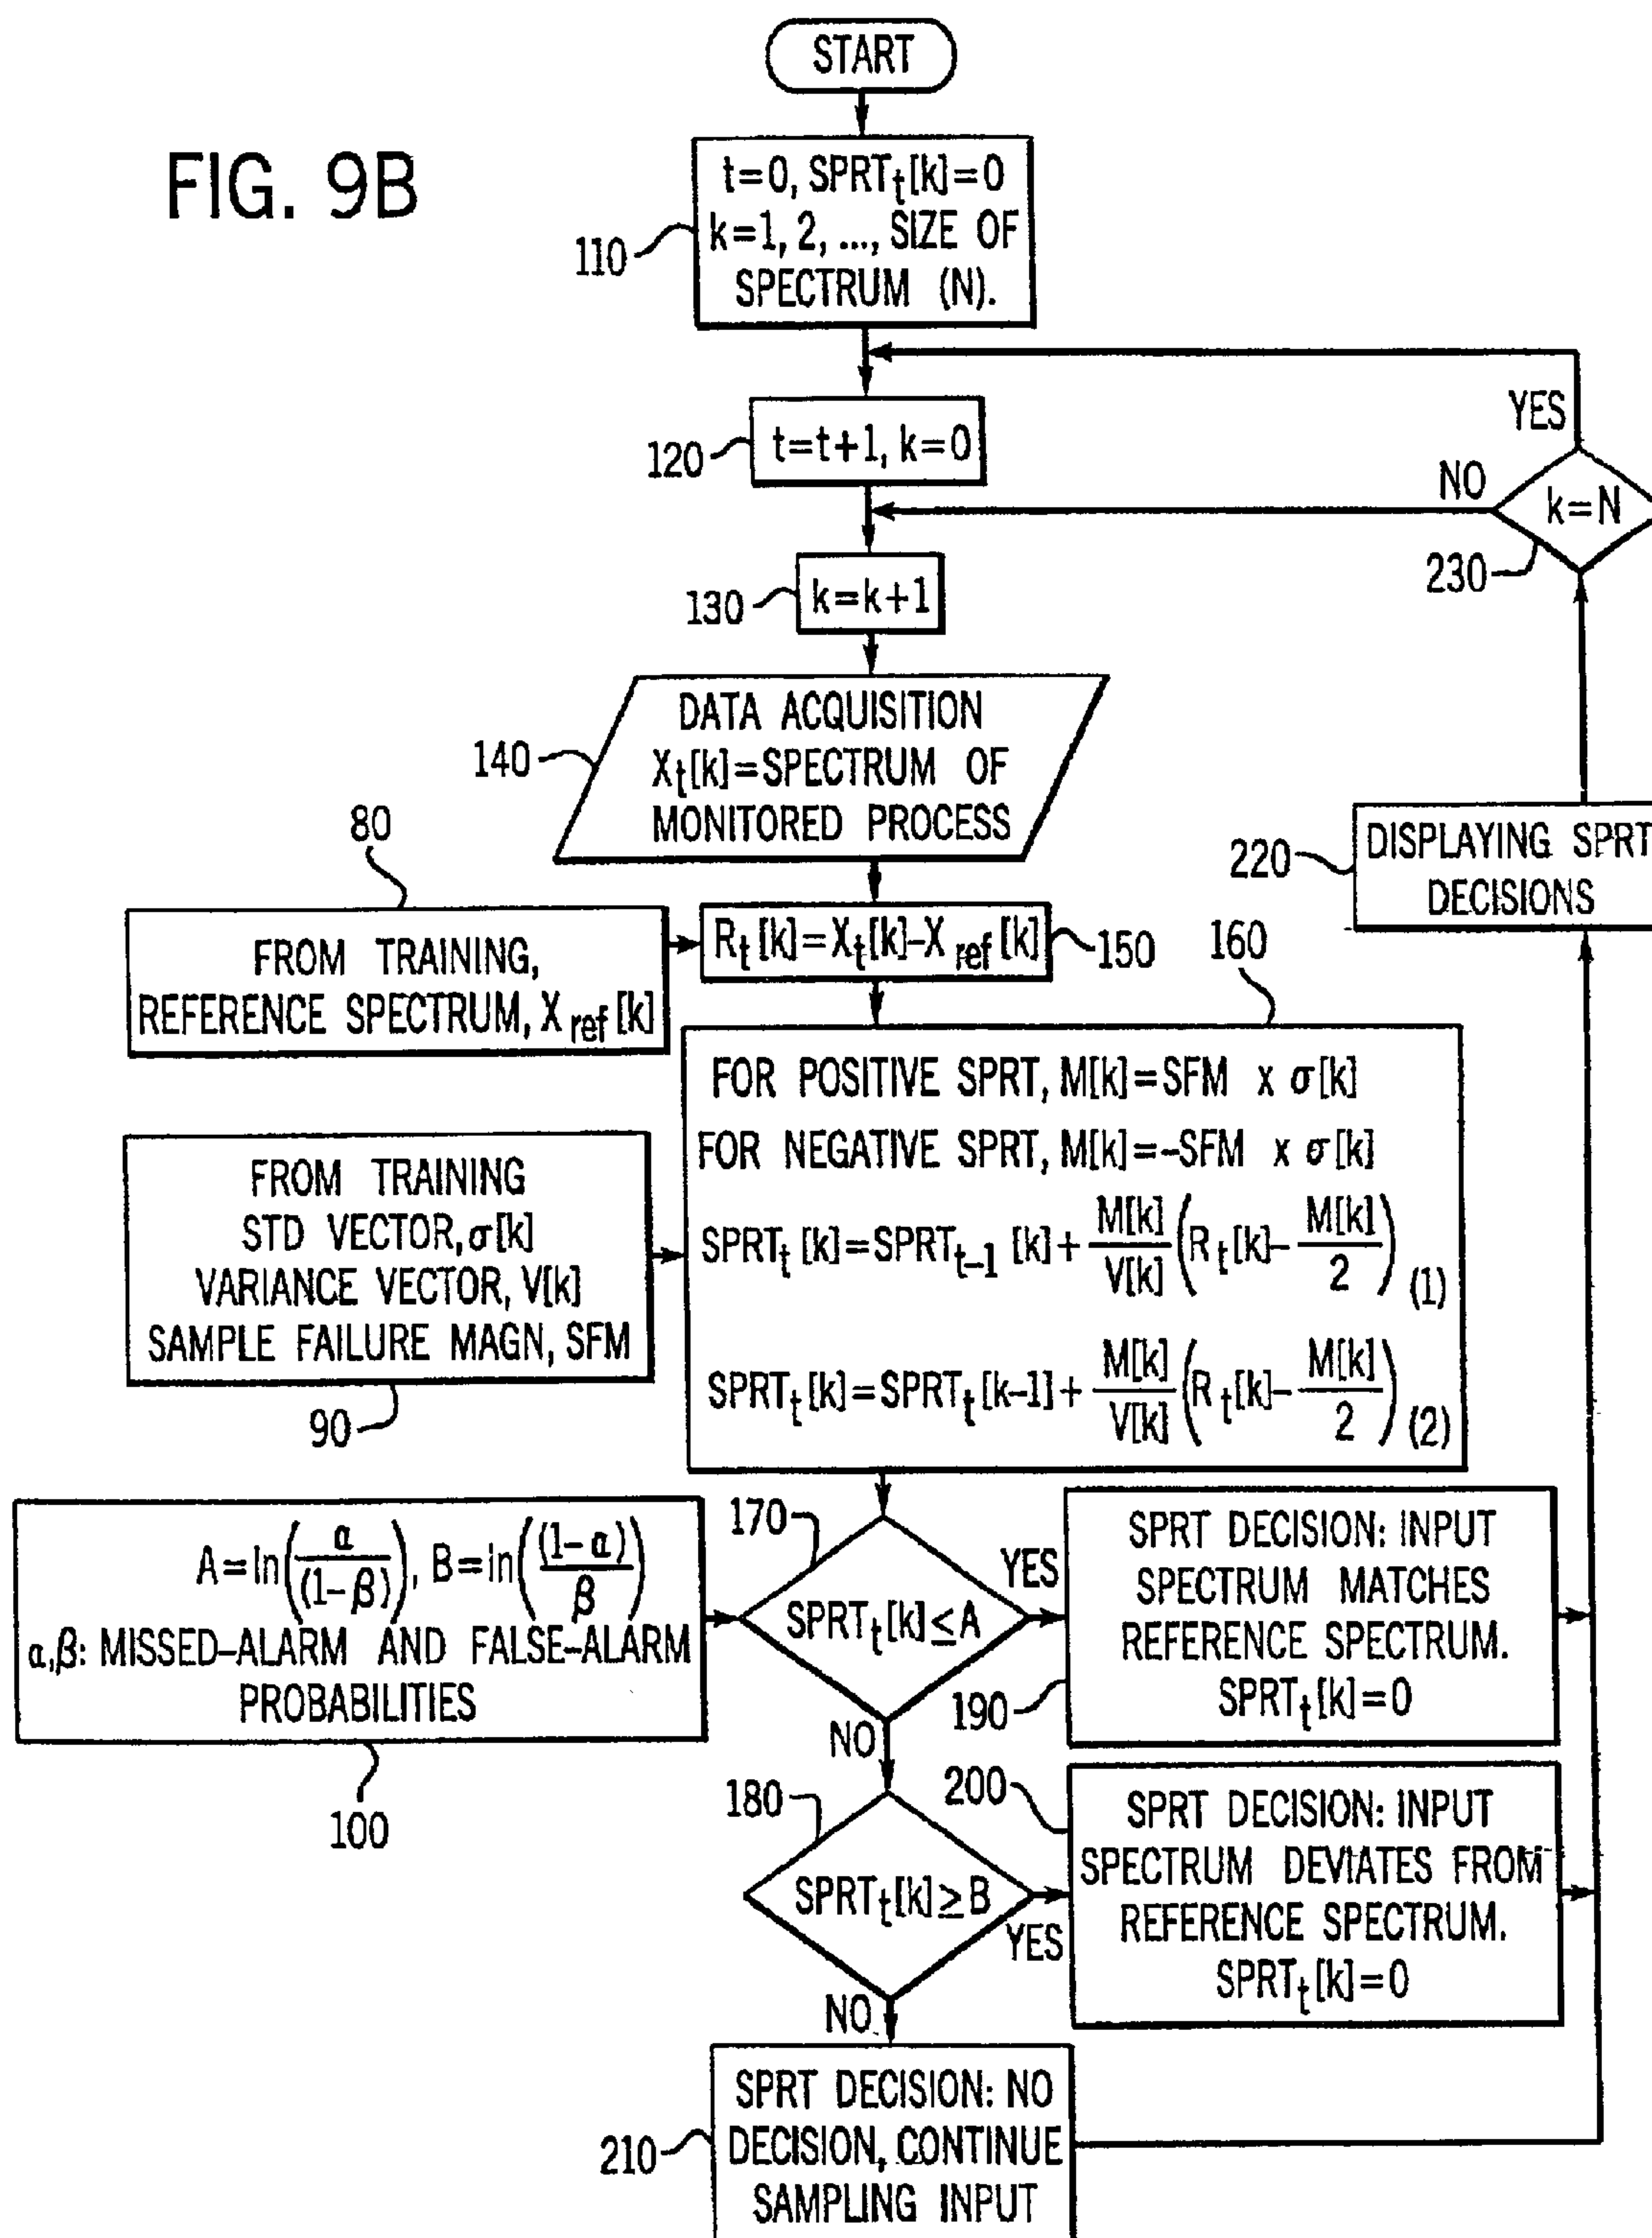 START
FIG. 9B
t=0, SPRTt[k]=0
k=1, 2, ..., SIZE OF
SPECTRUM (N).
110
YES
t=t+1, k=0
120
NO
k=N
230
k=k+1
130
DATA ACQUISITION
Xt[k]=SPECTRUM OF
MONITORED PROCESS
140
80
FROM TRAINING,
REFERENCE SPECTRUM, Xref[k]
Rt[k]=Xt[k]-Xref[k]
150
160
220
DISPLAYING SPRT
DECISIONS
FOR POSITIVE SPRT, M[k]=SFM x σ[k]
FOR NEGATIVE SPRT, M[k]=-SFM x σ[k]
SPRTt[k]=SPRTt-1[k]+M[k]/V[k](Rt[k]-M[k]/2) (1)
SPRTt[k]=SPRTt[k-1]+M[k]/V[k](Rt[k]-M[k]/2) (2)
FROM TRAINING
STD VECTOR, σ[k]
VARIANCE VECTOR, V[k]
SAMPLE FAILURE MAGN, SFM
90
A=ln(α/(1-β)), B=ln((1-α)/β)
α,β: MISSED-ALARM AND FALSE-ALARM
PROBABILITIES
100
170
SPRTt[k]≤A
YES
NO
SPRT DECISION: INPUT
SPECTRUM MATCHES
REFERENCE SPECTRUM.
SPRTt[k]=0
190
180
SPRTt[k]≥B
YES
NO
200
SPRT DECISION: INPUT
SPECTRUM DEVIATES FROM
REFERENCE SPECTRUM.
SPRTt[k]=0
SPRT DECISION: NO
DECISION, CONTINUE
SAMPLING INPUT
210